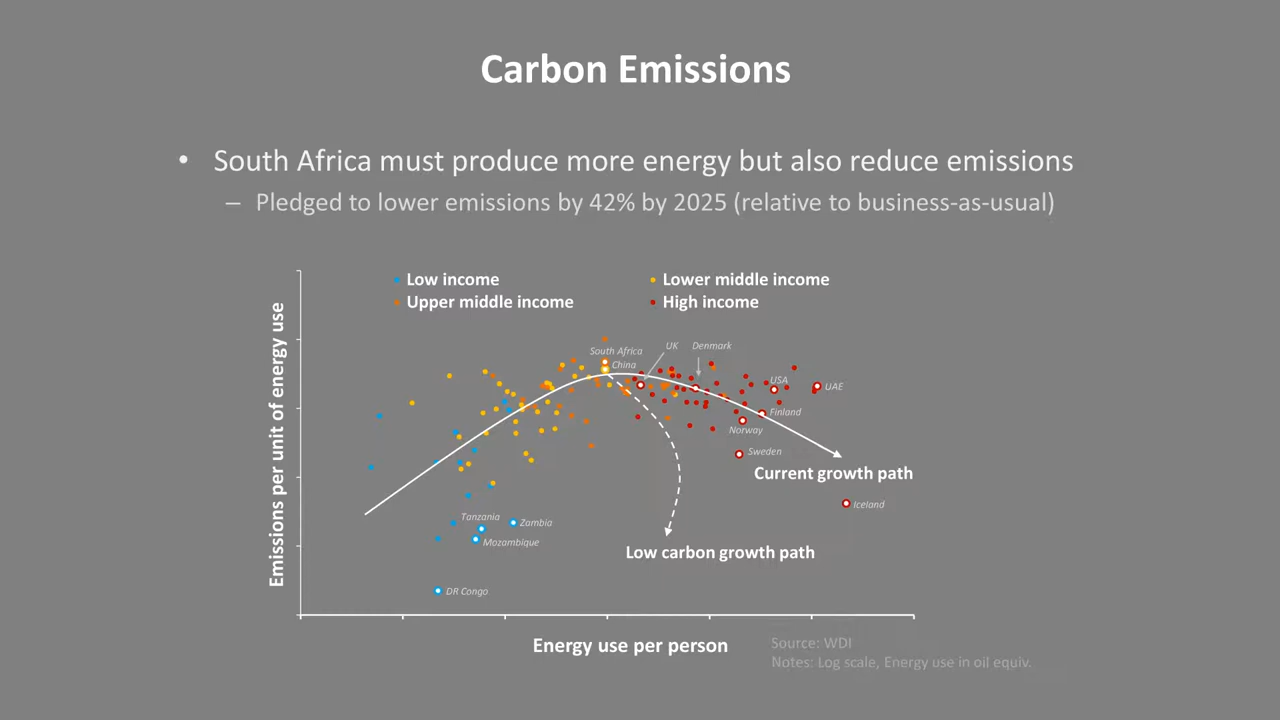 Carbon Emissions
• South Africa must produce more energy but also reduce emissions
– Pledged to lower emissions by 42% by 2025 (relative to business-as-usual)
Low income
Lower middle income
Upper middle income
High income
Emissions per unit of energy use
South Africa
China
UK
Denmark
USA
UAE
Finland
Norway
Sweden
Current growth path
Iceland
Tanzania
Zambia
Mozambique
Low carbon growth path
DR Congo
Energy use per person
Source: WDI
Notes: Log scale, Energy use in oil equiv.